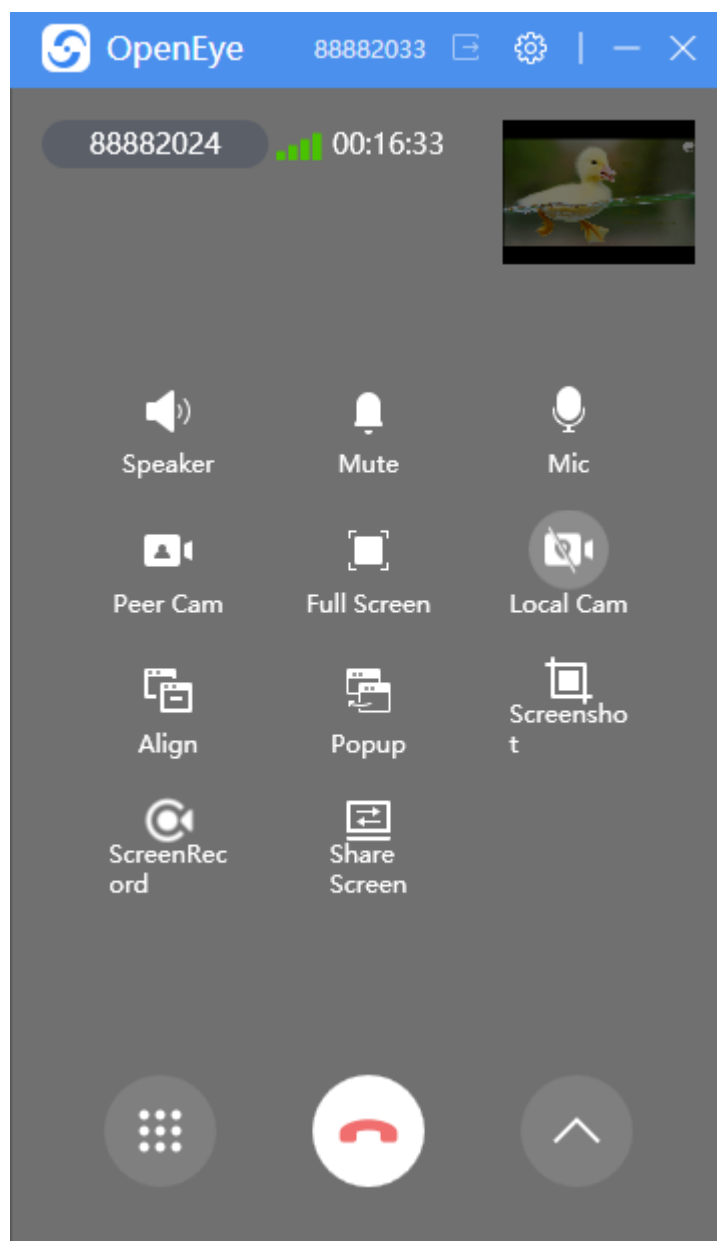 OpenEye 88882033
88882024 00:16:33
Speaker Mute Mic
Peer Cam Full Screen Local Cam
Align Popup Screensho
t
ScreenRec
ord
Share
Screen